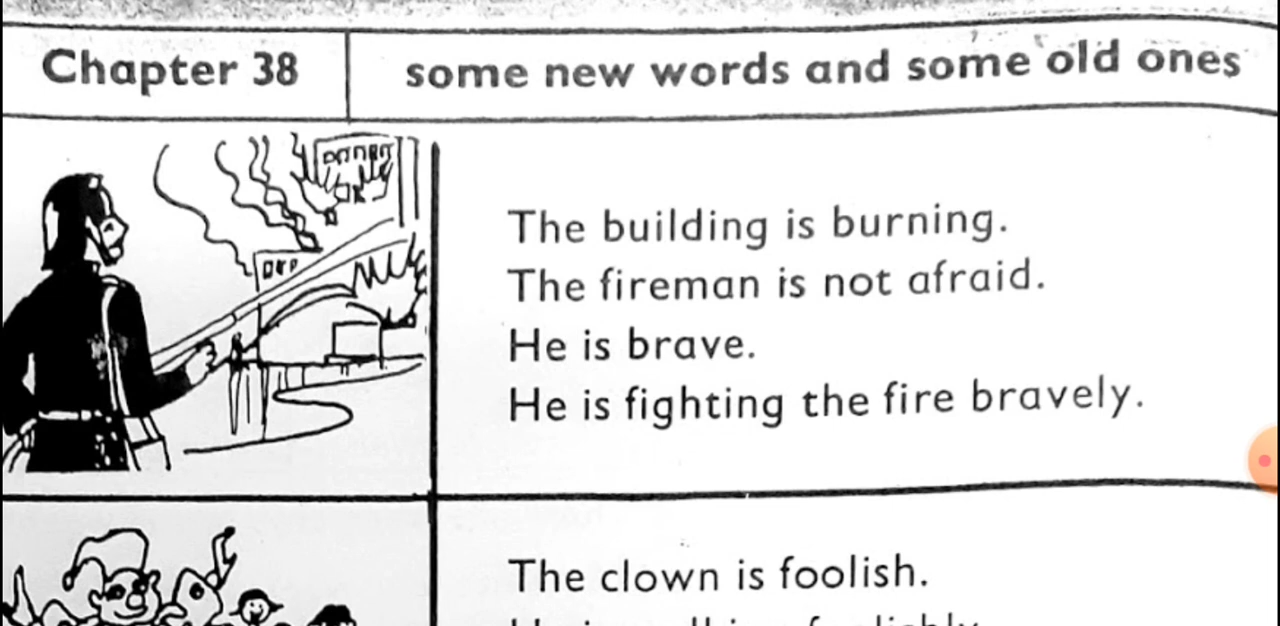 Chapter 38
some new words and some old ones
The building is burning.
The fireman is not afraid.
He is brave.
He is fighting the fire bravely.
The clown is foolish.